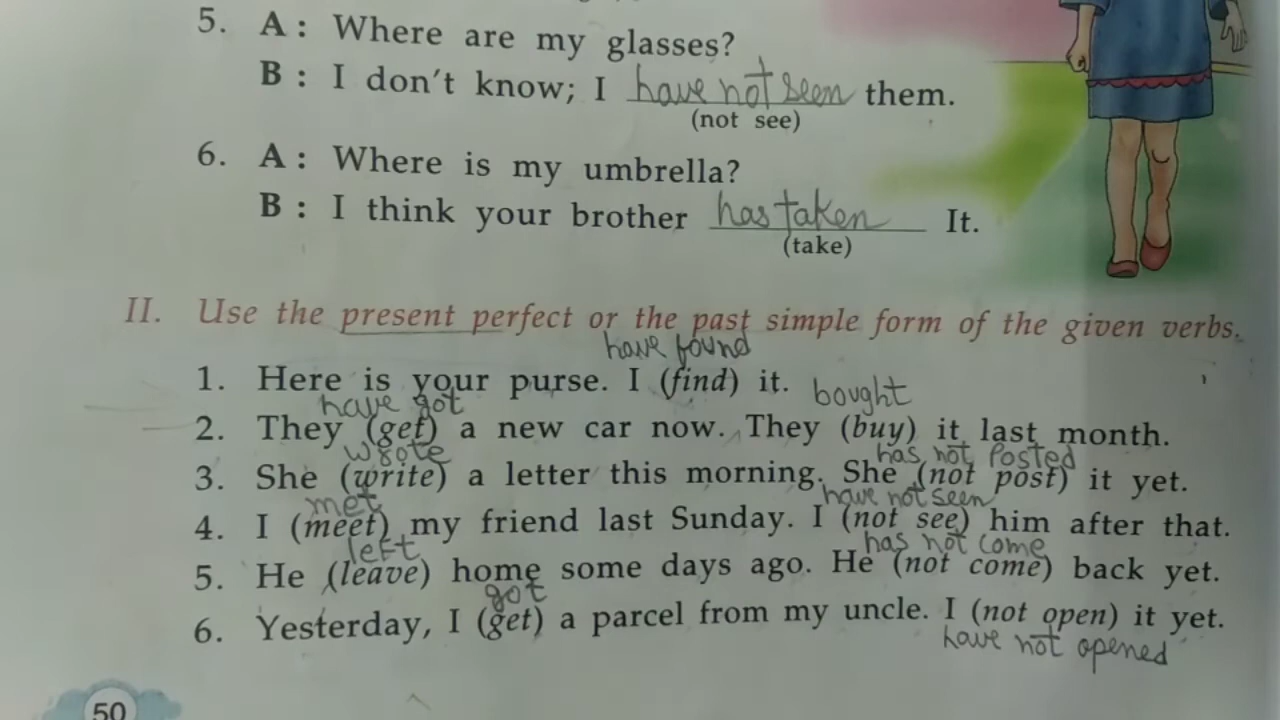 5. A : Where are my glasses?
B : I don't know; I have not seen them.
(not see)
6. A : Where is my umbrella?
B : I think your brother has taken It.
(take)
II. Use the present perfect or the past simple form of the given verbs.
have found
1. Here is your purse. I (find) it.
have got bought
2. They (get) a new car now. They (buy) it last month.
wrote has not Posted
3. She (write) a letter this morning. She (not post) it yet.
met have not seen
4. I (meet) my friend last Sunday. I (not see) him after that.
left has not come
5. He (leave) home some days ago. He (not come) back yet.
got
6. Yesterday, I (get) a parcel from my uncle. I (not open) it yet.
have not opened
50